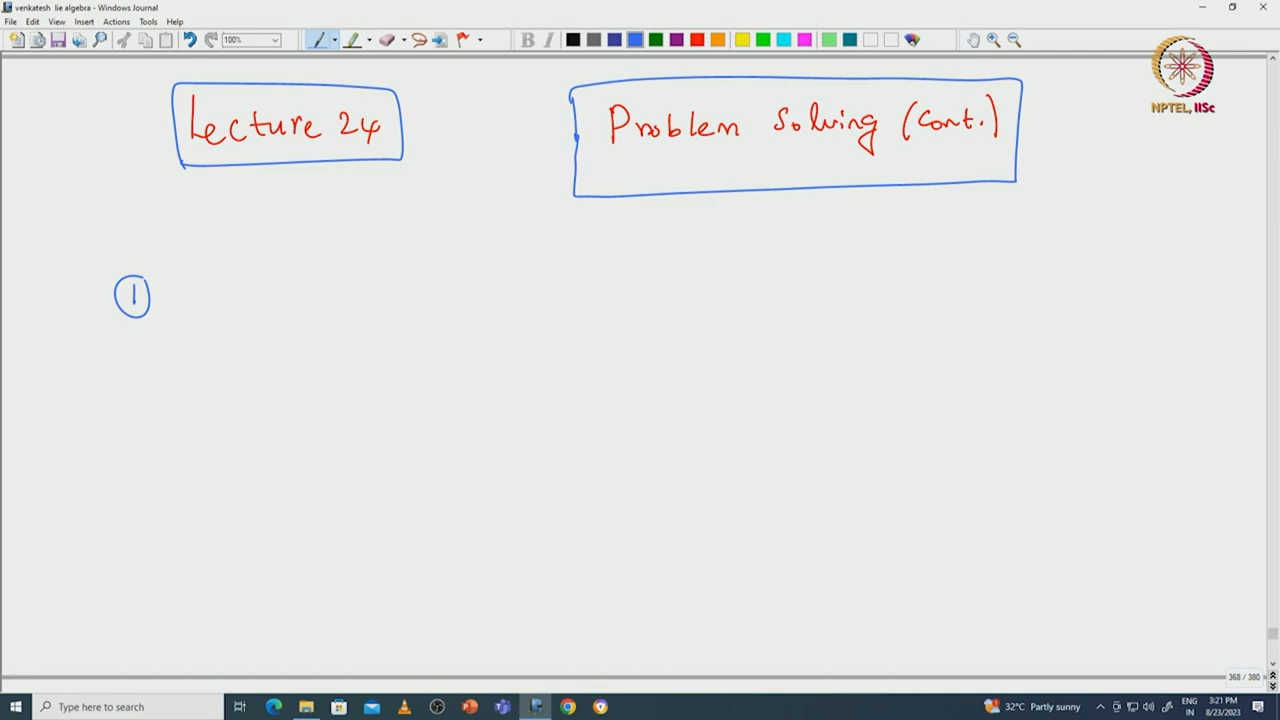 venkatesh lie algebra - Windows Journal
File Edit View Insert Actions Tools Help
100% B I
NPTEL, IISc
Lecture 24 Problem Solving (Cont.)
1
368 / 380
Type here to search 32°C Partly sunny ENG IN 3:21 PM 8/23/2023